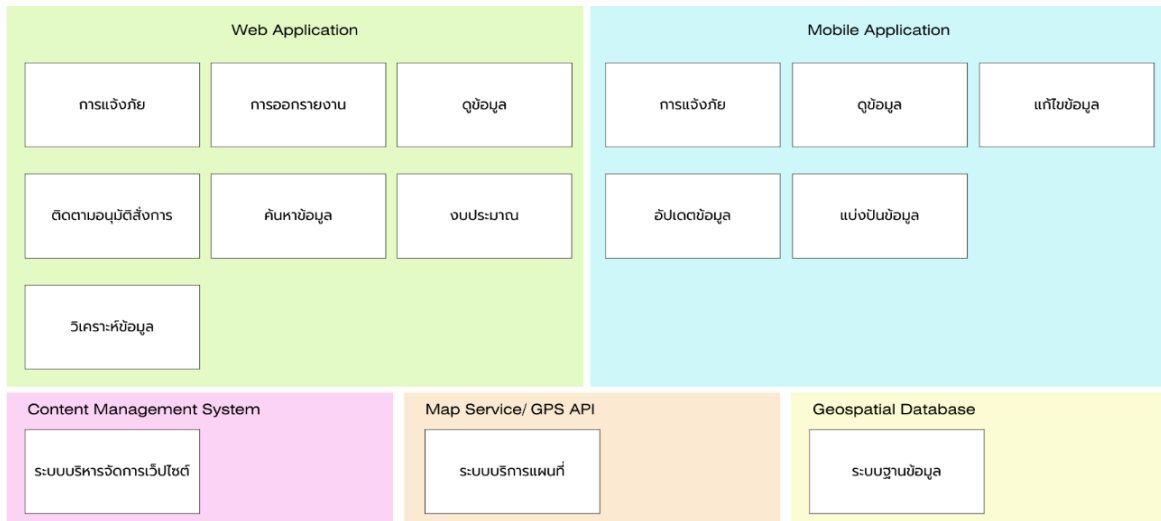 Web Application
การแจ้งภัย
การออกรายงาน
ดูข้อมูล
ติดตามอนุมัติสั่งการ
ค้นหาข้อมูล
งบประมาณ
วิเคราะห์ข้อมูล
Mobile Application
การแจ้งภัย
ดูข้อมูล
แก้ไขข้อมูล
อัปเดตข้อมูล
แบ่งปันข้อมูล
Content Management System
ระบบบริหารจัดการเว็ปไซต์
Map Service/ GPS API
ระบบบริการแผนที่
Geospatial Database
ระบบฐานข้อมูล